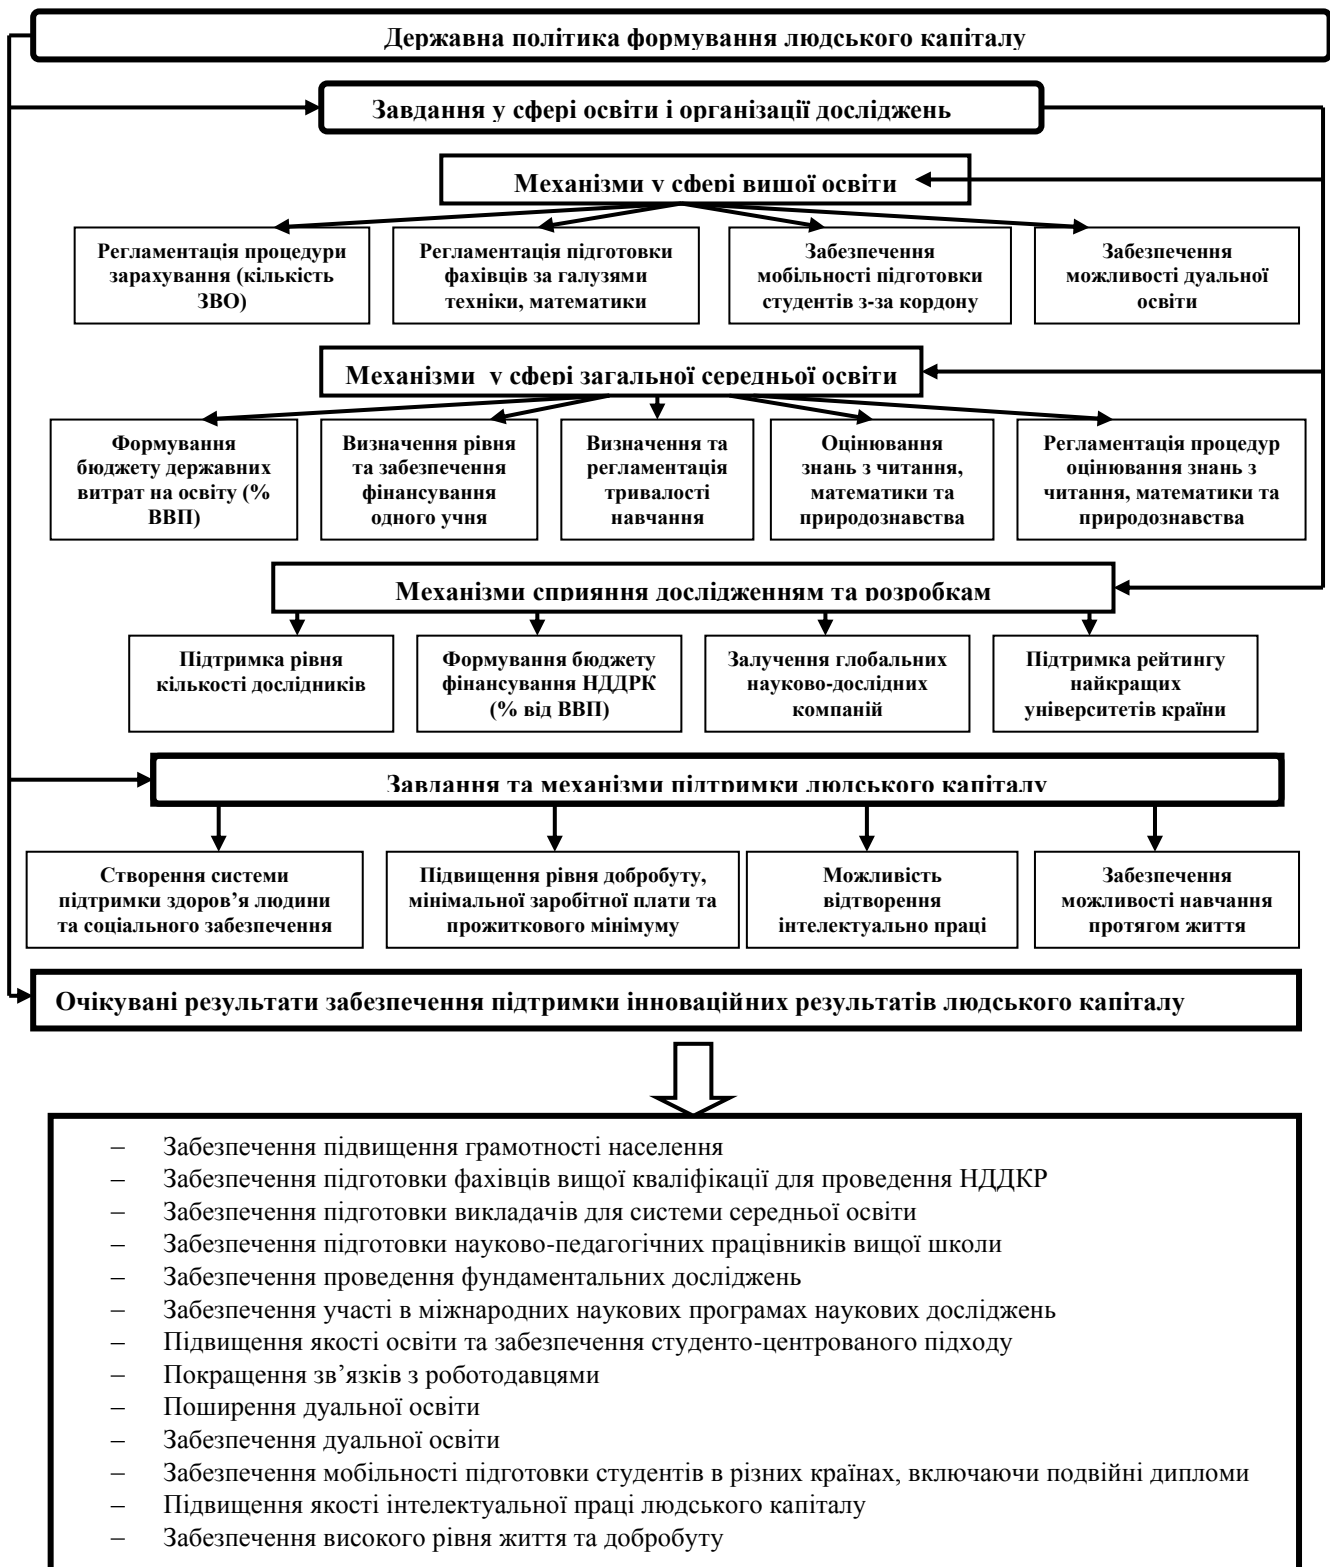 Державна політика формування людського капіталу
Завдання у сфері освіти і організації досліджень
Механізми у сфері вищої освіти
Регламентація процедури
зарахування (кількість
ЗВО)
Регламентація підготовки
фахівців за галузями
техніки, математики
Забезпечення
мобільності підготовки
студентів з-за кордону
Забезпечення
можливості дуальної
освіти
Механізми у сфері загальної середньої освіти
Формування
бюджету державних
витрат на освіту (%
ВВП)
Визначення рівня
та забезпечення
фінансування
одного учня
Визначення та
регламентація
тривалості
навчання
Оцінювання
знань з читання,
математики та
природознавства
Регламентація процедур
оцінювання знань з
читання, математики та
природознавства
Механізми сприяння дослідженням та розробкам
Підтримка рівня
кількості дослідників
Формування бюджету
фінансування НДДРК
(% від ВВП)
Залучення глобальних
науково-дослідних
компаній
Підтримка рейтингу
найкращих
університетів країни
Завдання та механізми підтримки людського капіталу
Створення системи
підтримки здоров’я людини
та соціального забезпечення
Підвищення рівня добробуту,
мінімальної заробітної плати та
прожиткового мінімуму
Можливість
відтворення
інтелектуально праці
Забезпечення
можливості навчання
протягом життя
Очікувані результати забезпечення підтримки інноваційних результатів людського капіталу
– Забезпечення підвищення грамотності населення
– Забезпечення підготовки фахівців вищої кваліфікації для проведення НДДКР
– Забезпечення підготовки викладачів для системи середньої освіти
– Забезпечення підготовки науково-педагогічних працівників вищої школи
– Забезпечення проведення фундаментальних досліджень
– Забезпечення участі в міжнародних наукових програмах наукових досліджень
– Підвищення якості освіти та забезпечення студенто-центрованого підходу
– Покращення зв’язків з роботодавцями
– Поширення дуальної освіти
– Забезпечення дуальної освіти
– Забезпечення мобільності підготовки студентів в різних країнах, включаючи подвійні дипломи
– Підвищення якості інтелектуальної праці людського капіталу
– Забезпечення високого рівня життя та добробуту